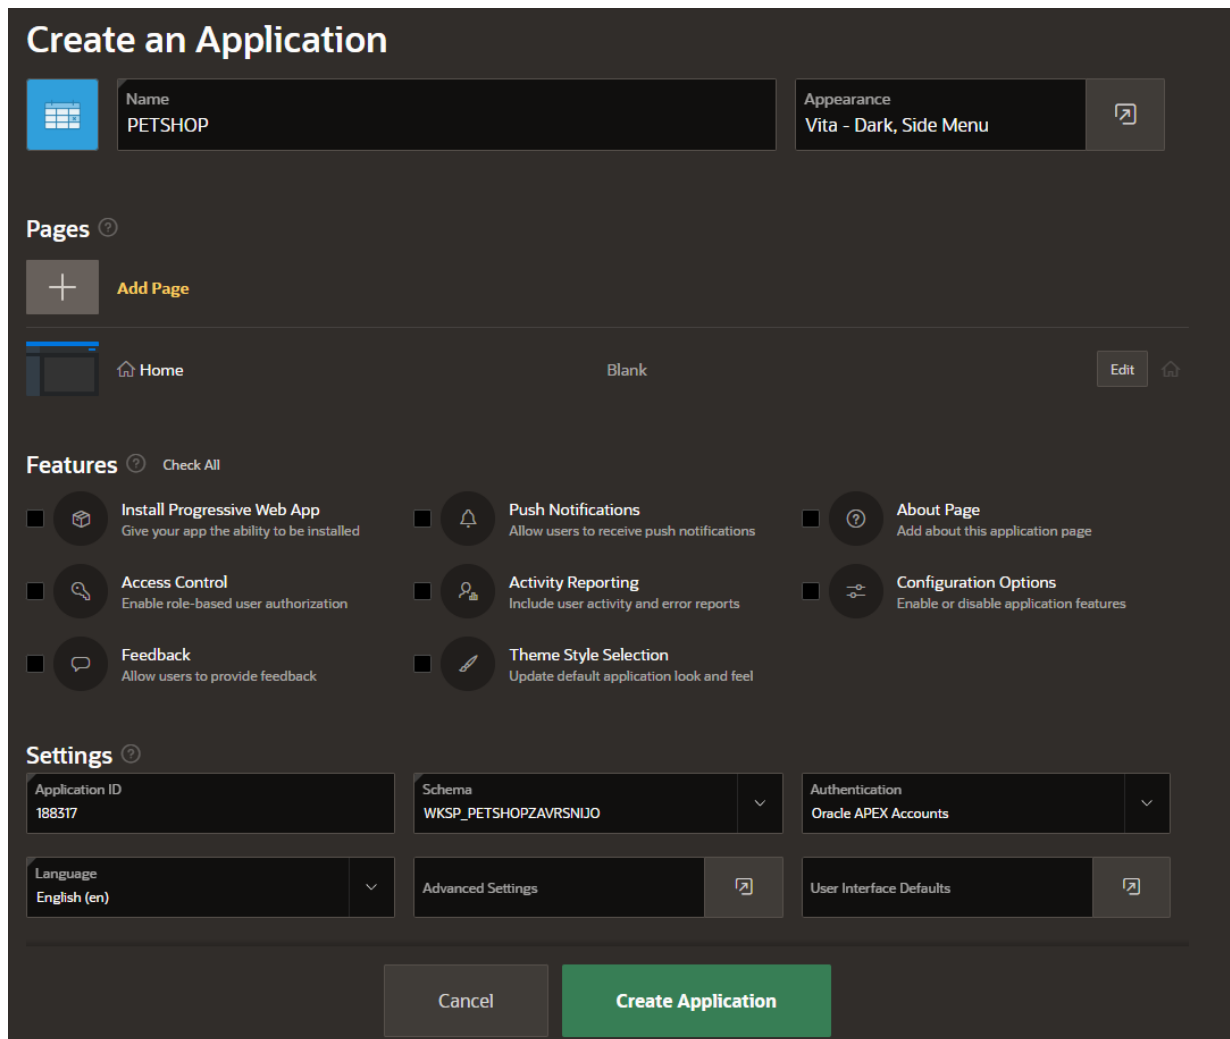 Create an Application
Name
PETSHOP
Appearance
Vita - Dark, Side Menu
Pages
Add Page
Home
Blank
Edit
Features
Check All
Install Progressive Web App
Give your app the ability to be installed
Push Notifications
Allow users to receive push notifications
About Page
Add about this application page
Access Control
Enable role-based user authorization
Activity Reporting
Include user activity and error reports
Configuration Options
Enable or disable application features
Feedback
Allow users to provide feedback
Theme Style Selection
Update default application look and feel
Settings
Application ID
188317
Schema
WKSP_PETSHOPZAVRSNIJO
Authentication
Oracle APEX Accounts
Language
English (en)
Advanced Settings
User Interface Defaults
Cancel
Create Application